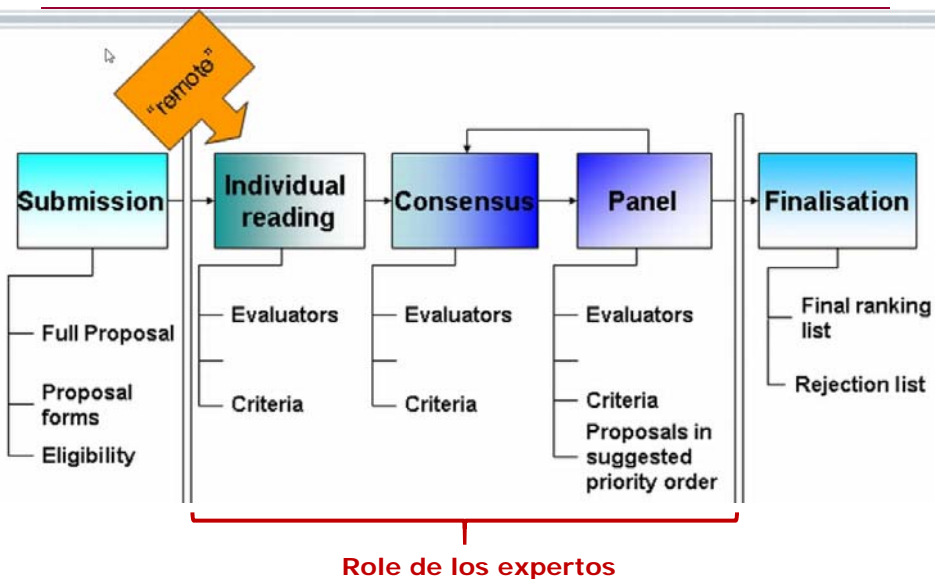 “remote”
Submission
Full Proposal
Proposal
forms
Eligibility
Individual
reading
Evaluators
Criteria
Consensus
Evaluators
Criteria
Panel
Evaluators
Criteria
Proposals in
suggested
priority order
Finalisation
Final ranking
list
Rejection list
Role de los expertos